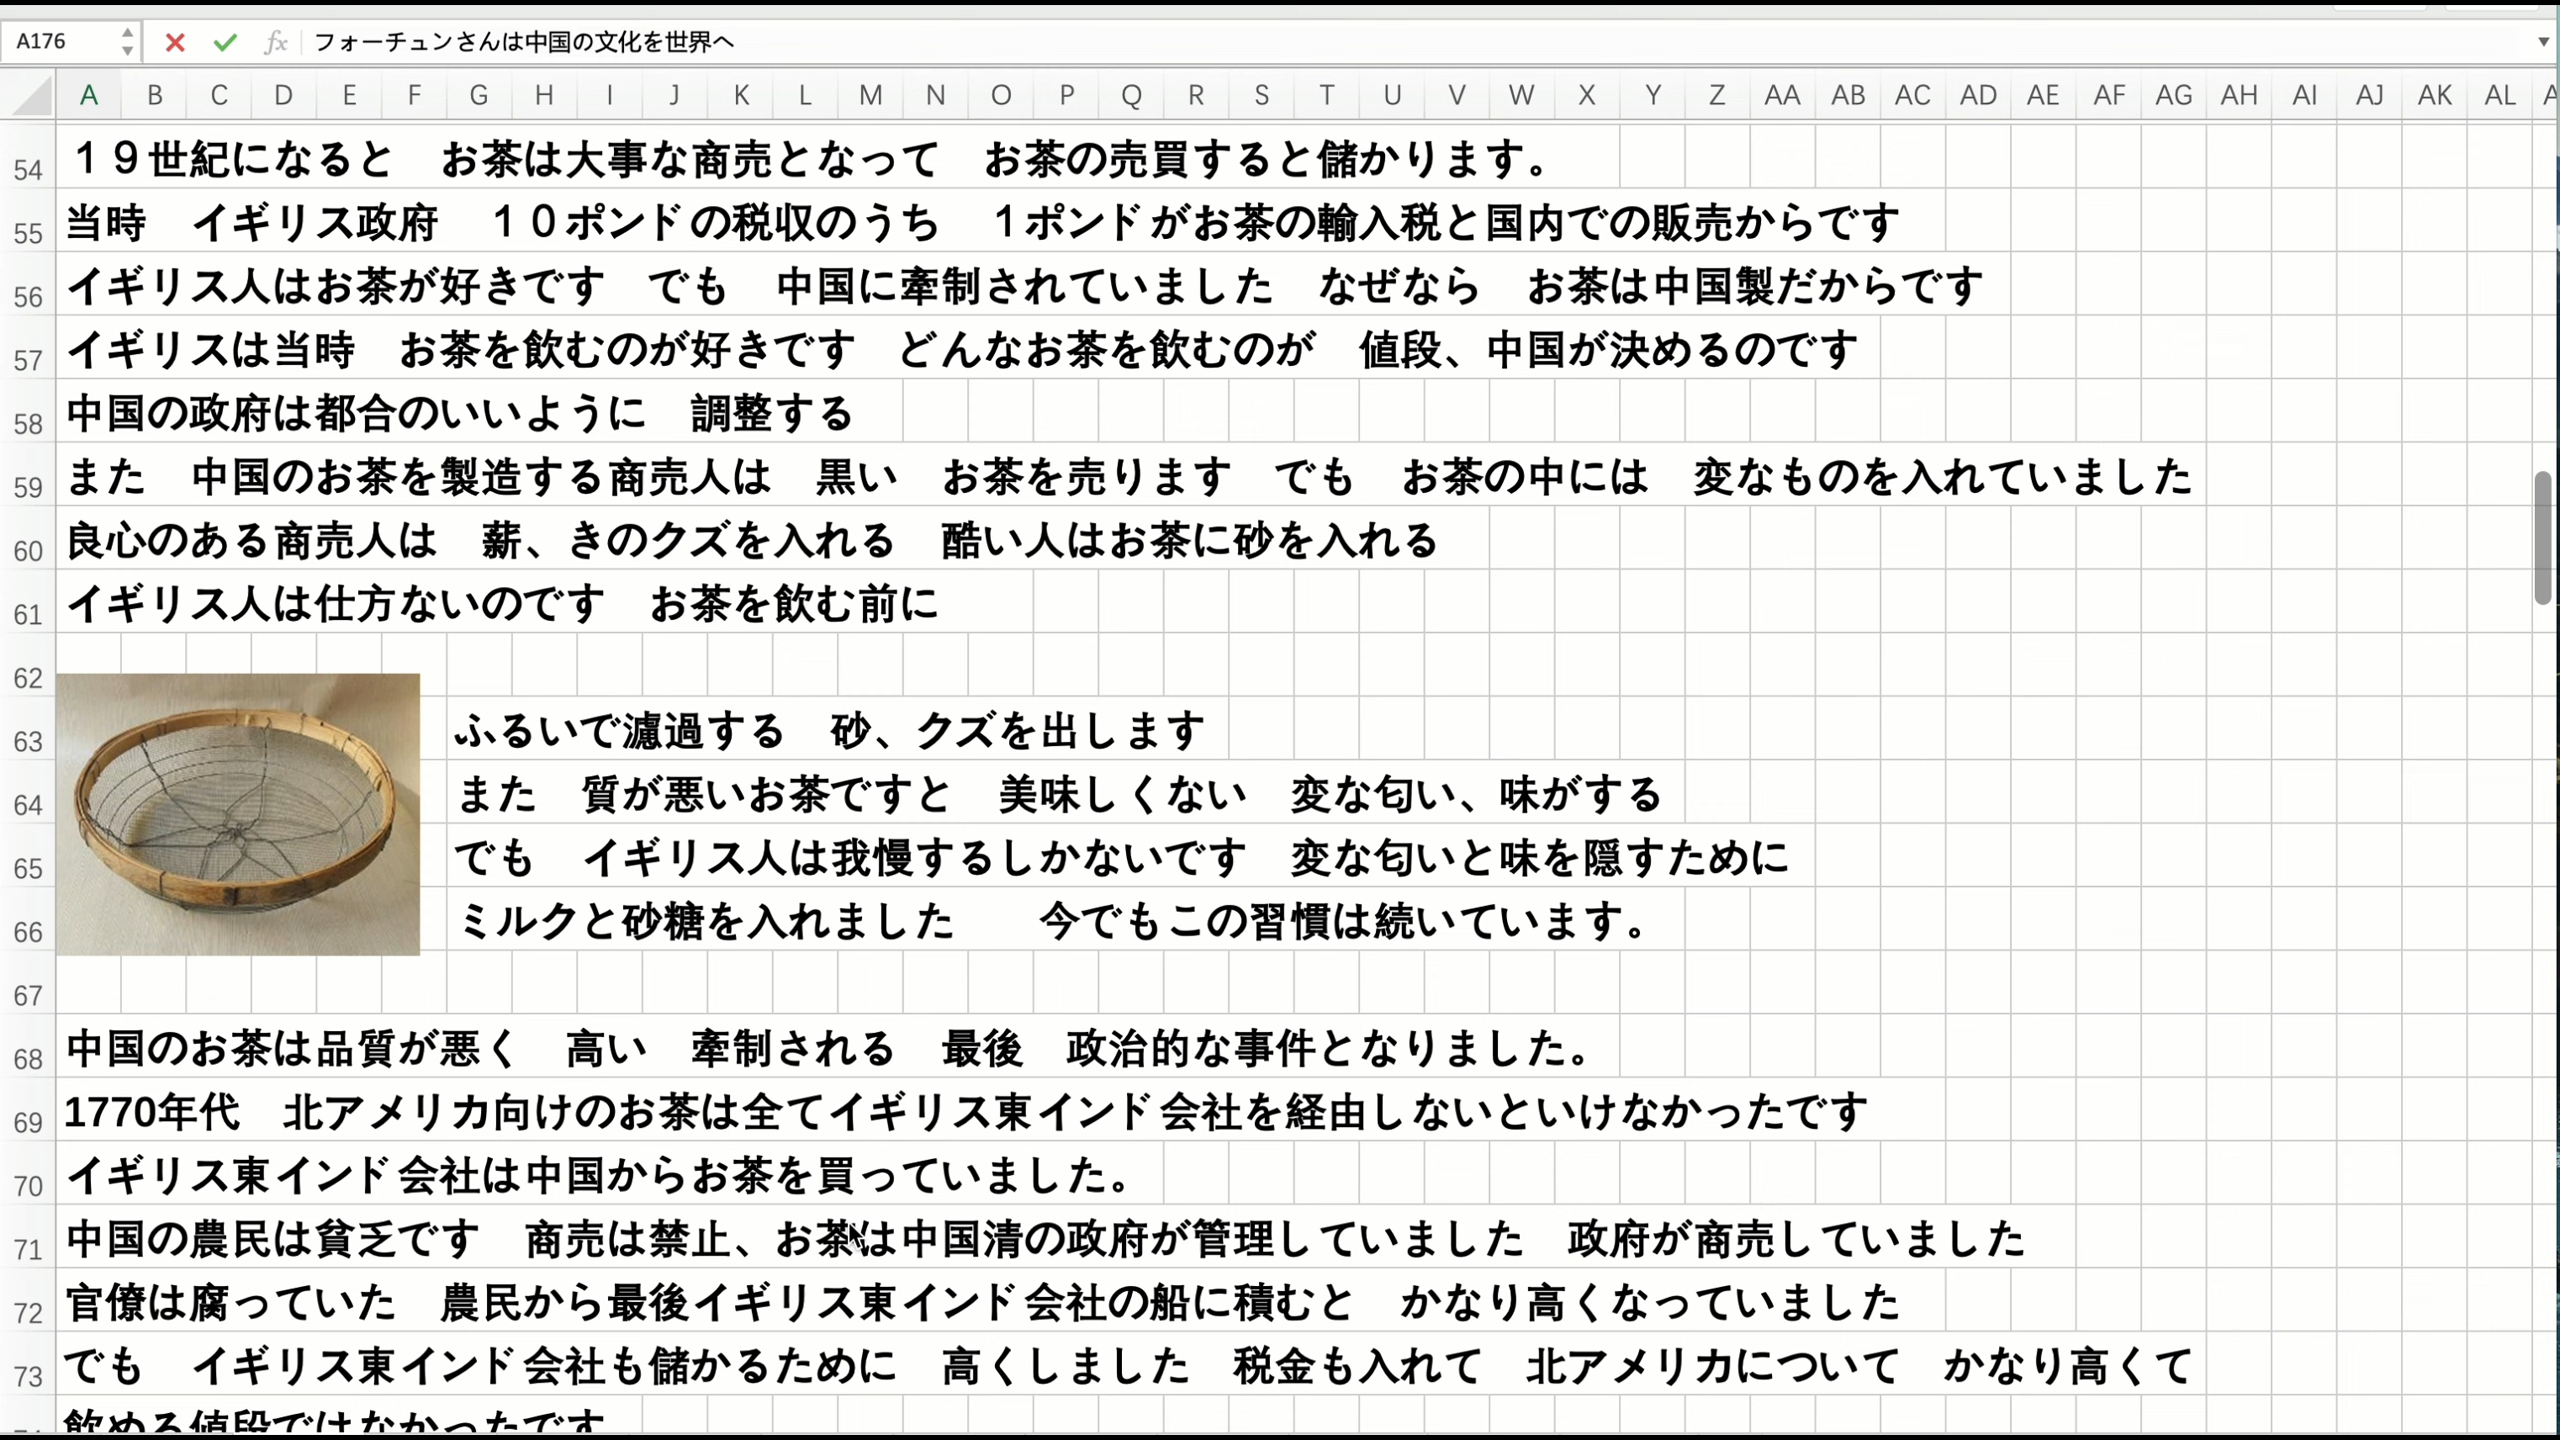 A176 fx フォーチュンさんは中国の文化を世界へ
A B C D E F G H I J K L M N O P Q R S T U V W X Y Z AA AB AC AD AE AF AG AH AI AJ AK AL
54 １９世紀になると　お茶は大事な商売となって　お茶の売買すると儲かります。
55 当時　イギリス政府　１０ポンドの税収のうち　１ポンドがお茶の輸入税と国内での販売からです
56 イギリス人はお茶が好きです　でも　中国に牽制されていました　なぜなら　お茶は中国製だからです
57 イギリスは当時　お茶を飲むのが好きです　どんなお茶を飲むのが　値段、中国が決めるのです
58 中国の政府は都合のいいように　調整する
59 また　中国のお茶を製造する商売人は　黒い　お茶を売ります　でも　お茶の中には　変なものを入れていました
60 良心のある商売人は　薪、きのクズを入れる　酷い人はお茶に砂を入れる
61 イギリス人は仕方ないのです　お茶を飲む前に
62
63 ふるいで濾過する　砂、クズを出します
64 また　質が悪いお茶ですと　美味しくない　変な匂い、味がする
65 でも　イギリス人は我慢するしかないです　変な匂いと味を隠すために
66 ミルクと砂糖を入れました　　今でもこの習慣は続いています。
67
68 中国のお茶は品質が悪く　高い　牽制される　最後　政治的な事件となりました。
69 1770年代　北アメリカ向けのお茶は全てイギリス東インド会社を経由しないといけなかったです
70 イギリス東インド会社は中国からお茶を買っていました。
71 中国の農民は貧乏です　商売は禁止、お茶は中国清の政府が管理していました　政府が商売していました
72 官僚は腐っていた　農民から最後イギリス東インド会社の船に積むと　かなり高くなっていました
73 でも　イギリス東インド会社も儲かるために　高くしました　税金も入れて　北アメリカについて　かなり高くて
飲める値段ではなかったです